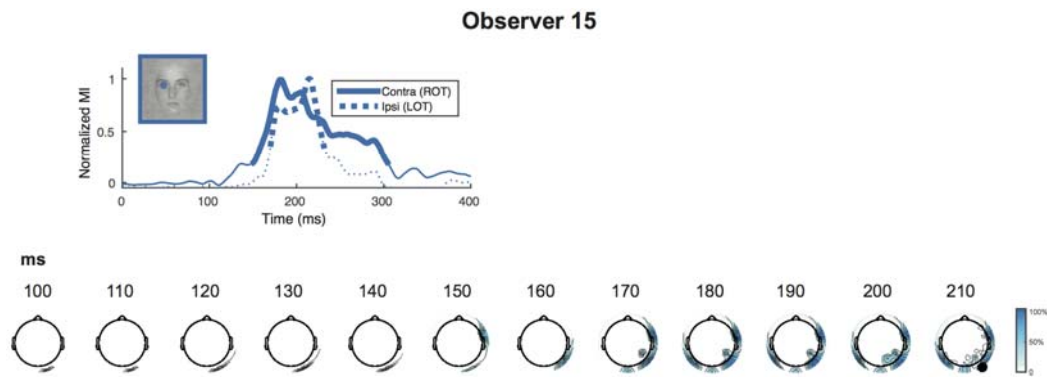 Observer 15
Normalized MI
1
0.5
0
Contra (ROT)
Ipsi (LOT)
0 100 200 300 400
Time (ms)
ms
100 110 120 130 140 150 160 170 180 190 200 210
100%
50%
0